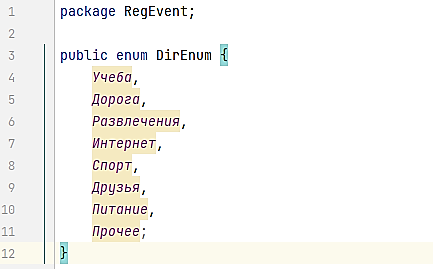 1 package RegEvent;
2
3 public enum DirEnum {
4 Учеба,
5 Дорога,
6 Развлечения,
7 Интернет,
8 Спорт,
9 Друзья,
10 Питание,
11 Прочее;
12 }